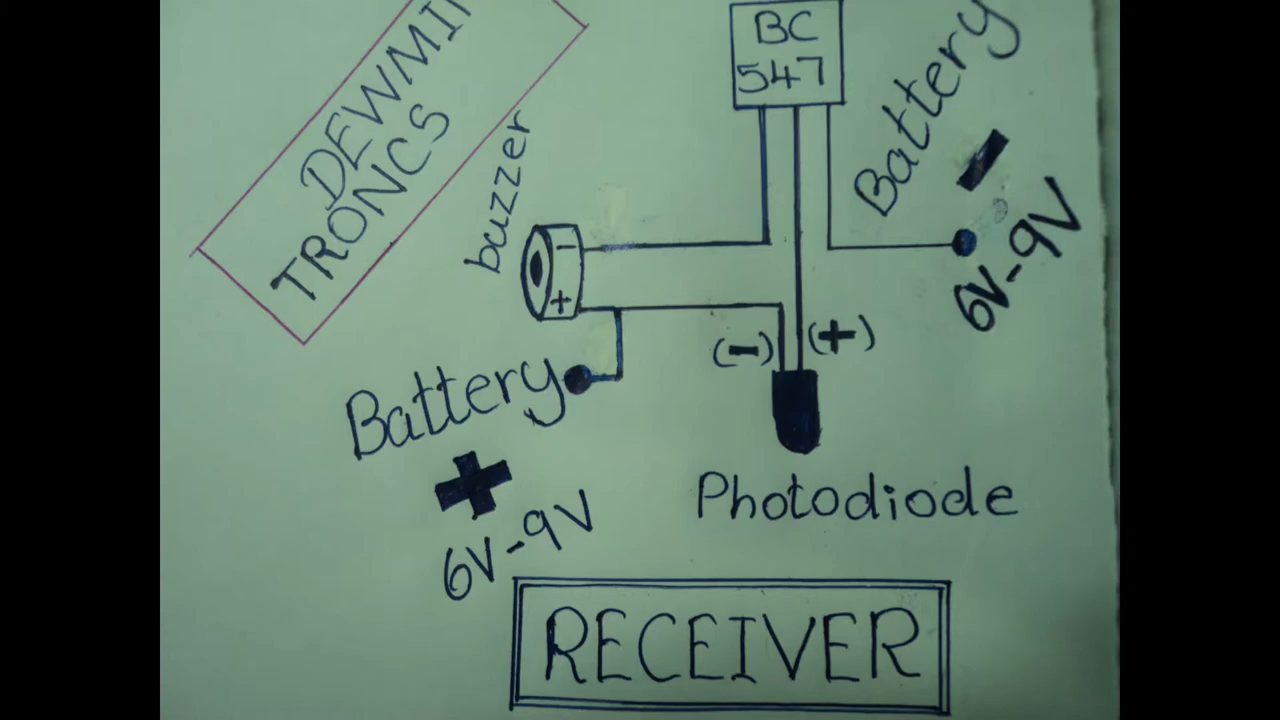 DEWMI
TRONCS
BC
547
buzzer
-
+
Battery
-
6V-9V
(-) (+)
Battery
+
6V-9V
Photodiode
RECEIVER